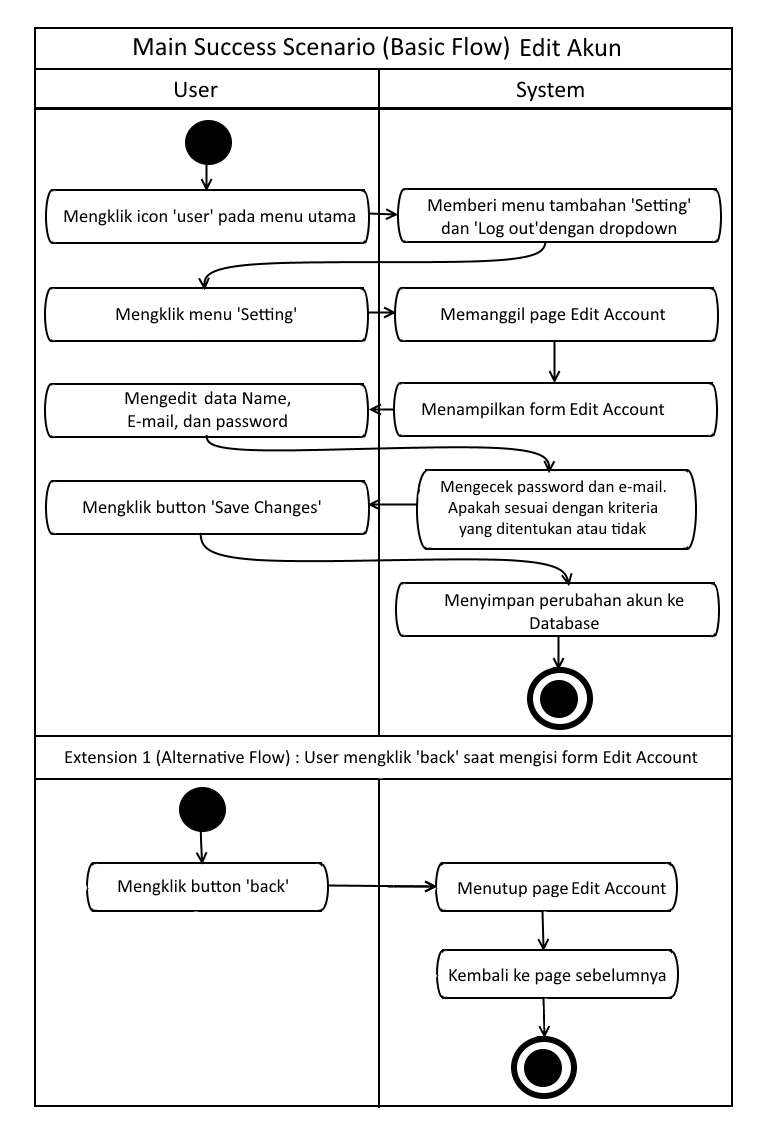 Main Success Scenario (Basic Flow) Edit Akun
User
System
Mengklik icon 'user' pada menu utama
Memberi menu tambahan 'Setting'
dan 'Log out'dengan dropdown
Mengklik menu 'Setting'
Memanggil page Edit Account
Mengedit data Name,
E-mail, dan password
Menampilkan form Edit Account
Mengklik button 'Save Changes'
Mengecek password dan e-mail.
Apakah sesuai dengan kriteria
yang ditentukan atau tidak
Menyimpan perubahan akun ke
Database
Extension 1 (Alternative Flow) : User mengklik 'back' saat mengisi form Edit Account
Mengklik button 'back'
Menutup page Edit Account
Kembali ke page sebelumnya